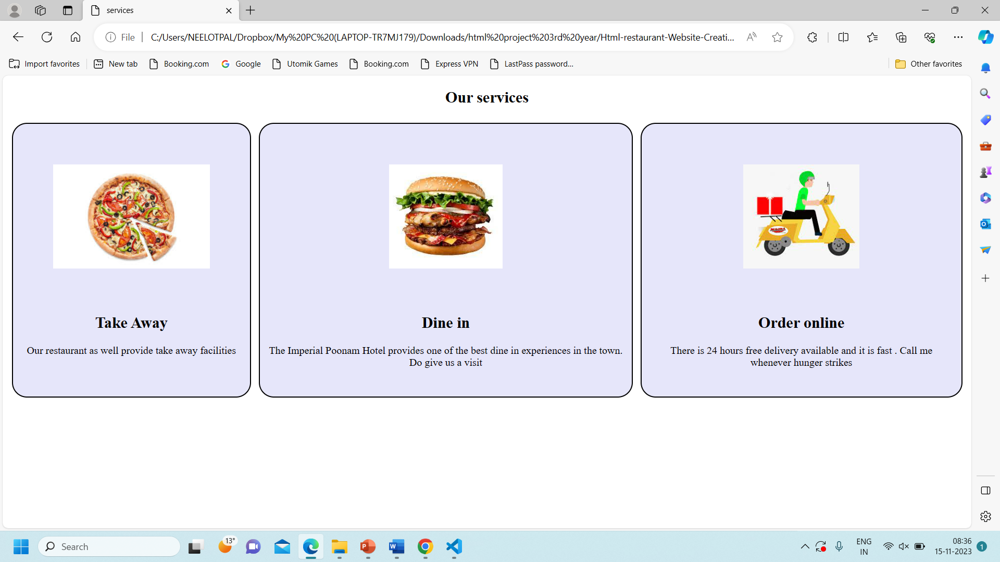 services
File
C:/Users/NEELOTPAL/Dropbox/My%20PC%20(LAPTOP-TR7MJ179)/Downloads/html%20project%203rd%20year/Html-restaurant-Website-Creati...
Import favorites
New tab
Booking.com
Google
Utomik Games
Booking.com
Express VPN
LastPass password...
Other favorites
Our services
Take Away
Our restaurant as well provide take away facilities
Dine in
The Imperial Poonam Hotel provides one of the best dine in experiences in the town.
Do give us a visit
Order online
There is 24 hours free delivery available and it is fast . Call me
whenever hunger strikes
Search
13°
ENG
IN
08:36
15-11-2023
1